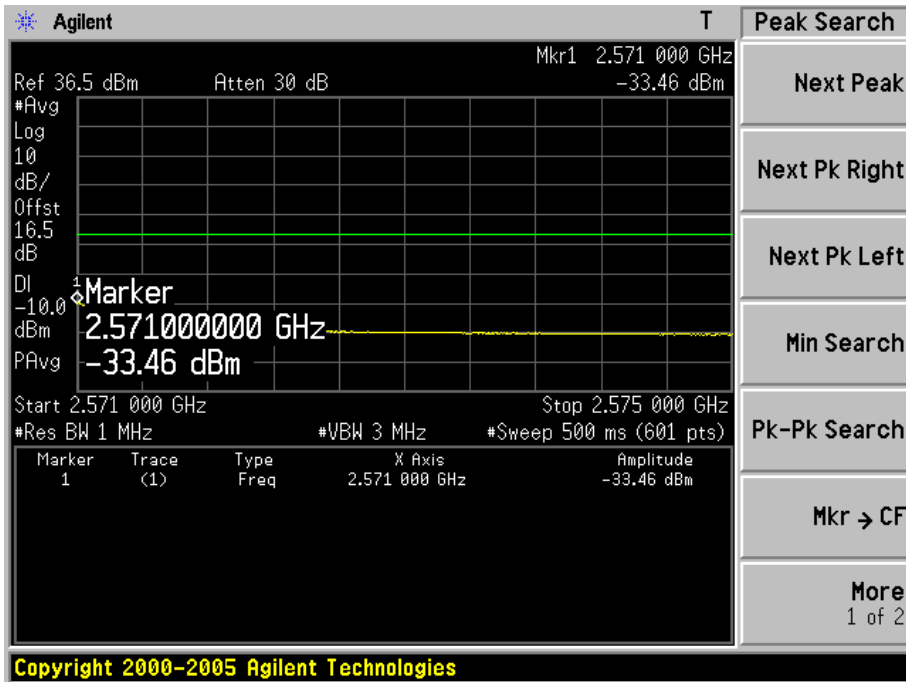 Agilent T Peak Search
Mkr1 2.571 000 GHz
Ref 36.5 dBm Atten 30 dB -33.46 dBm
#Avg
Log
10
dB/
Offst
16.5
dB
DI
-10.0
dBm
PAvg
1
Marker
2.571000000 GHz
-33.46 dBm
Start 2.571 000 GHz Stop 2.575 000 GHz
#Res BW 1 MHz #VBW 3 MHz #Sweep 500 ms (601 pts)
Marker Trace Type X Axis Amplitude
1 (1) Freq 2.571 000 GHz -33.46 dBm
Next Peak
Next Pk Right
Next Pk Left
Min Search
Pk-Pk Search
Mkr → CF
More
1 of 2
Copyright 2000-2005 Agilent Technologies